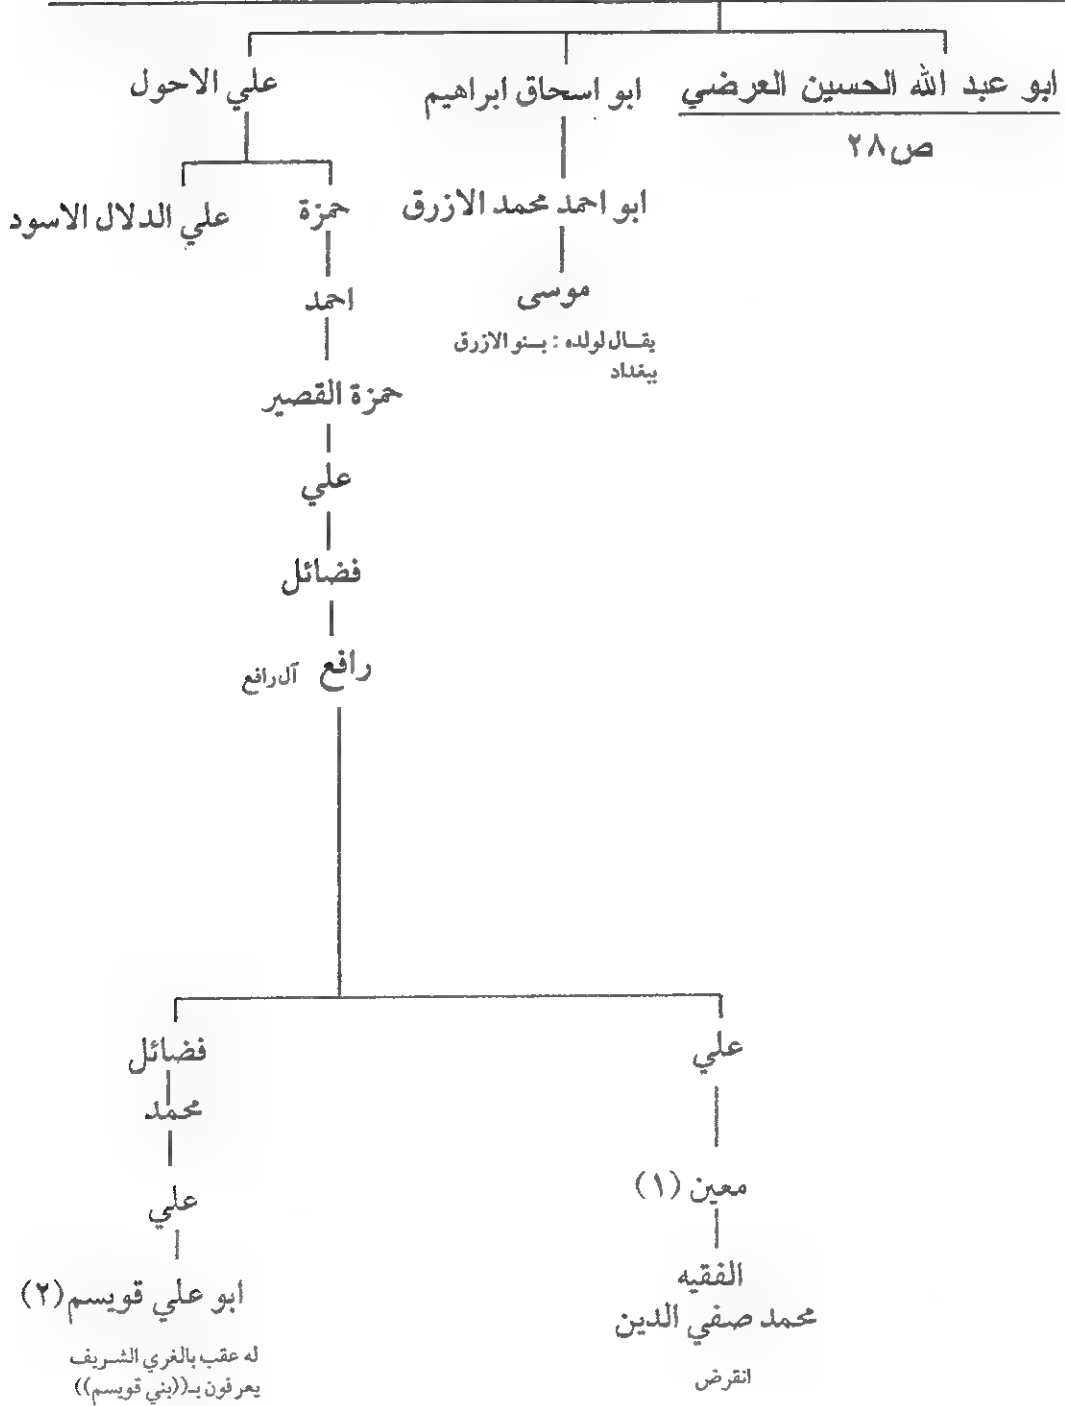 ابو عبد الله الحسين العرضي
ص٢٨
ابو اسحاق ابراهيم
علي الاحول
ابو احمد محمد الازرق
حمزة
علي الدلال الاسود
موسى
يقال لولده : بنو الازرق
ببغداد
احمد
حمزة القصير
علي
فضائل
رافع آل رافع
علي
فضائل
محمد
معين (١)
علي
الفقيه
محمد صفي الدين
انقرض
ابو علي قويسم (٢)
له عقب بالغري الشريف
يعرفون بـ((بني قويسم))